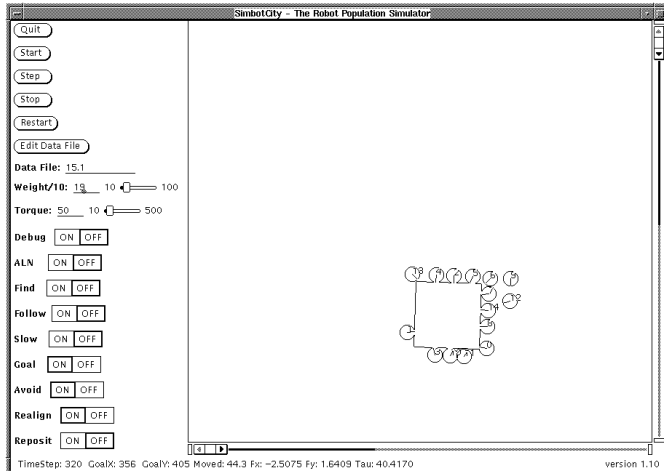 SimbotCity - The Robot Population Simulator
Quit
Start
Step
Stop
Restart
Edit Data File
Data File: 15.1
Weight/10: 19 10 100
Torque: 50 10 500
Debug ON OFF
ALN ON OFF
Find ON OFF
Follow ON OFF
Slow ON OFF
Goal ON OFF
Avoid ON OFF
Realign ON OFF
Reposit ON OFF
13
12
14
TimeStep: 320 GoalX: 356 GoalY: 405 Moved: 44.3 Fx: -2.5075 Fy: 1.6409 Tau: 40.4170
version 1.10